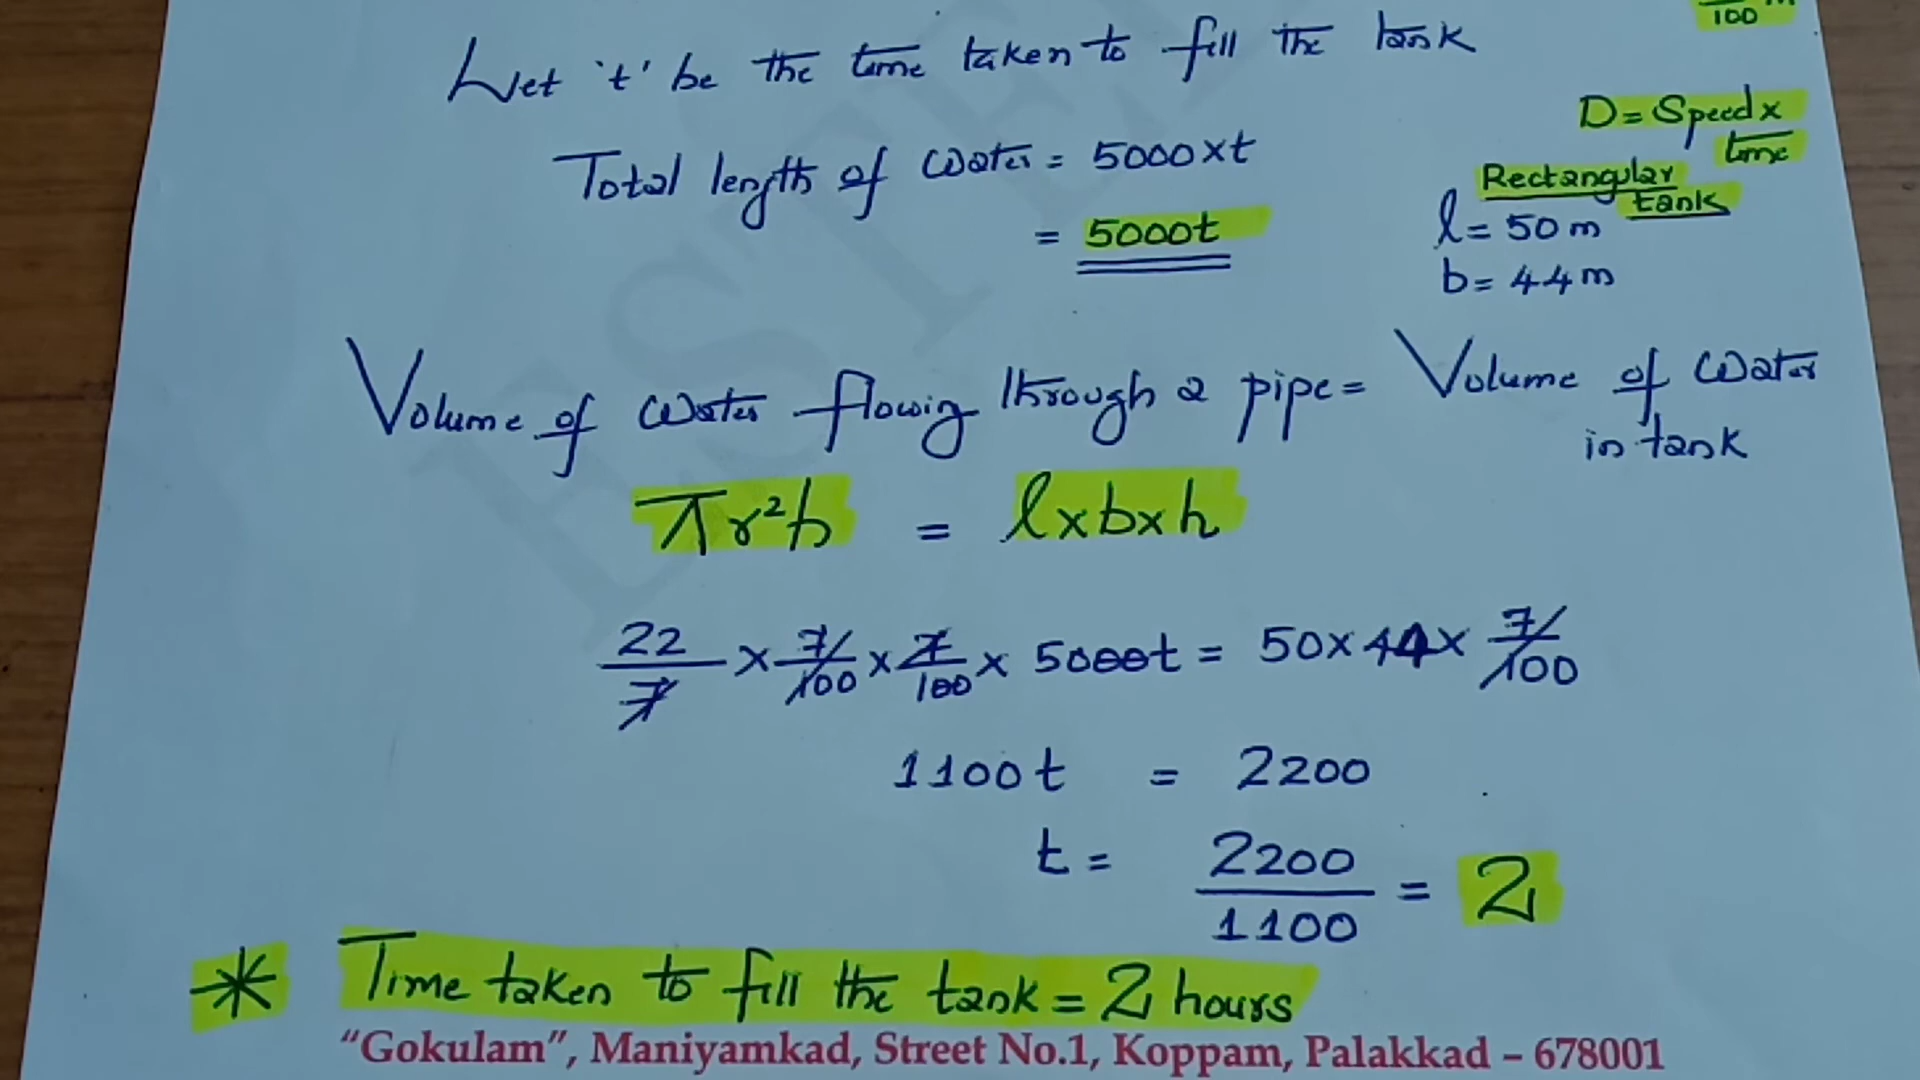 100
Let 't' be the time taken to fill the tank
D = Speed x
time
Total length of water = 5000xt
= 5000t
Rectangular
tank
l = 50 m
b = 44 m
Volume of water flowing through a pipe = Volume of water
in tank
πr²h = lxbxh
22/7 x 7/100 x 7/100 x 5000t = 50x44x 7/100
1100t = 2200
t = 2200/1100 = 2
* Time taken to fill the tank = 2 hours
"Gokulam", Maniyamkad, Street No.1, Koppam, Palakkad – 678001